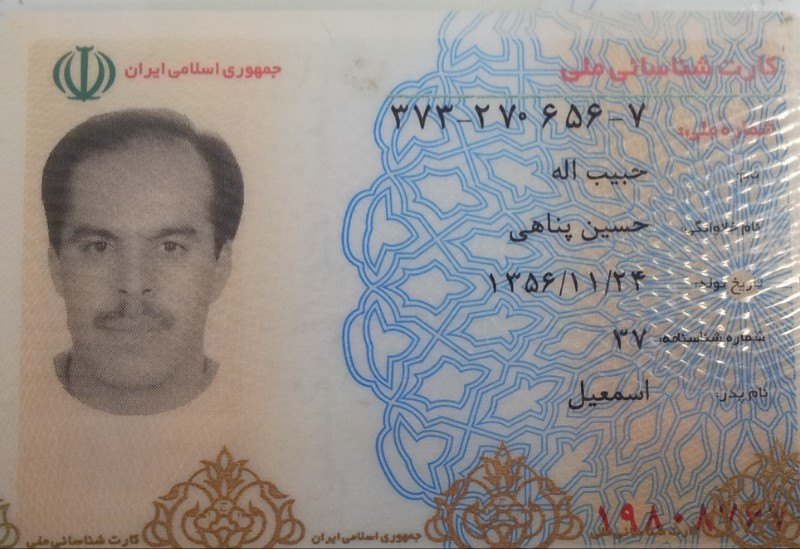 جمهوری اسلامی ایران
کارت شناسائی ملی
شماره ملی: ۳۷۳-۲۷۰۶۵۶-۷
نام: حبیب اله
نام خانوادگی: حسین پناهی
تاریخ تولد: ۱۳۵۶/۱۱/۲۴
شماره شناسنامه: ۳۷
نام پدر: اسمعیل
۱۹۸۰۸۷۶۷
کارت شناسائی ملی
جمهوری اسلامی ایران